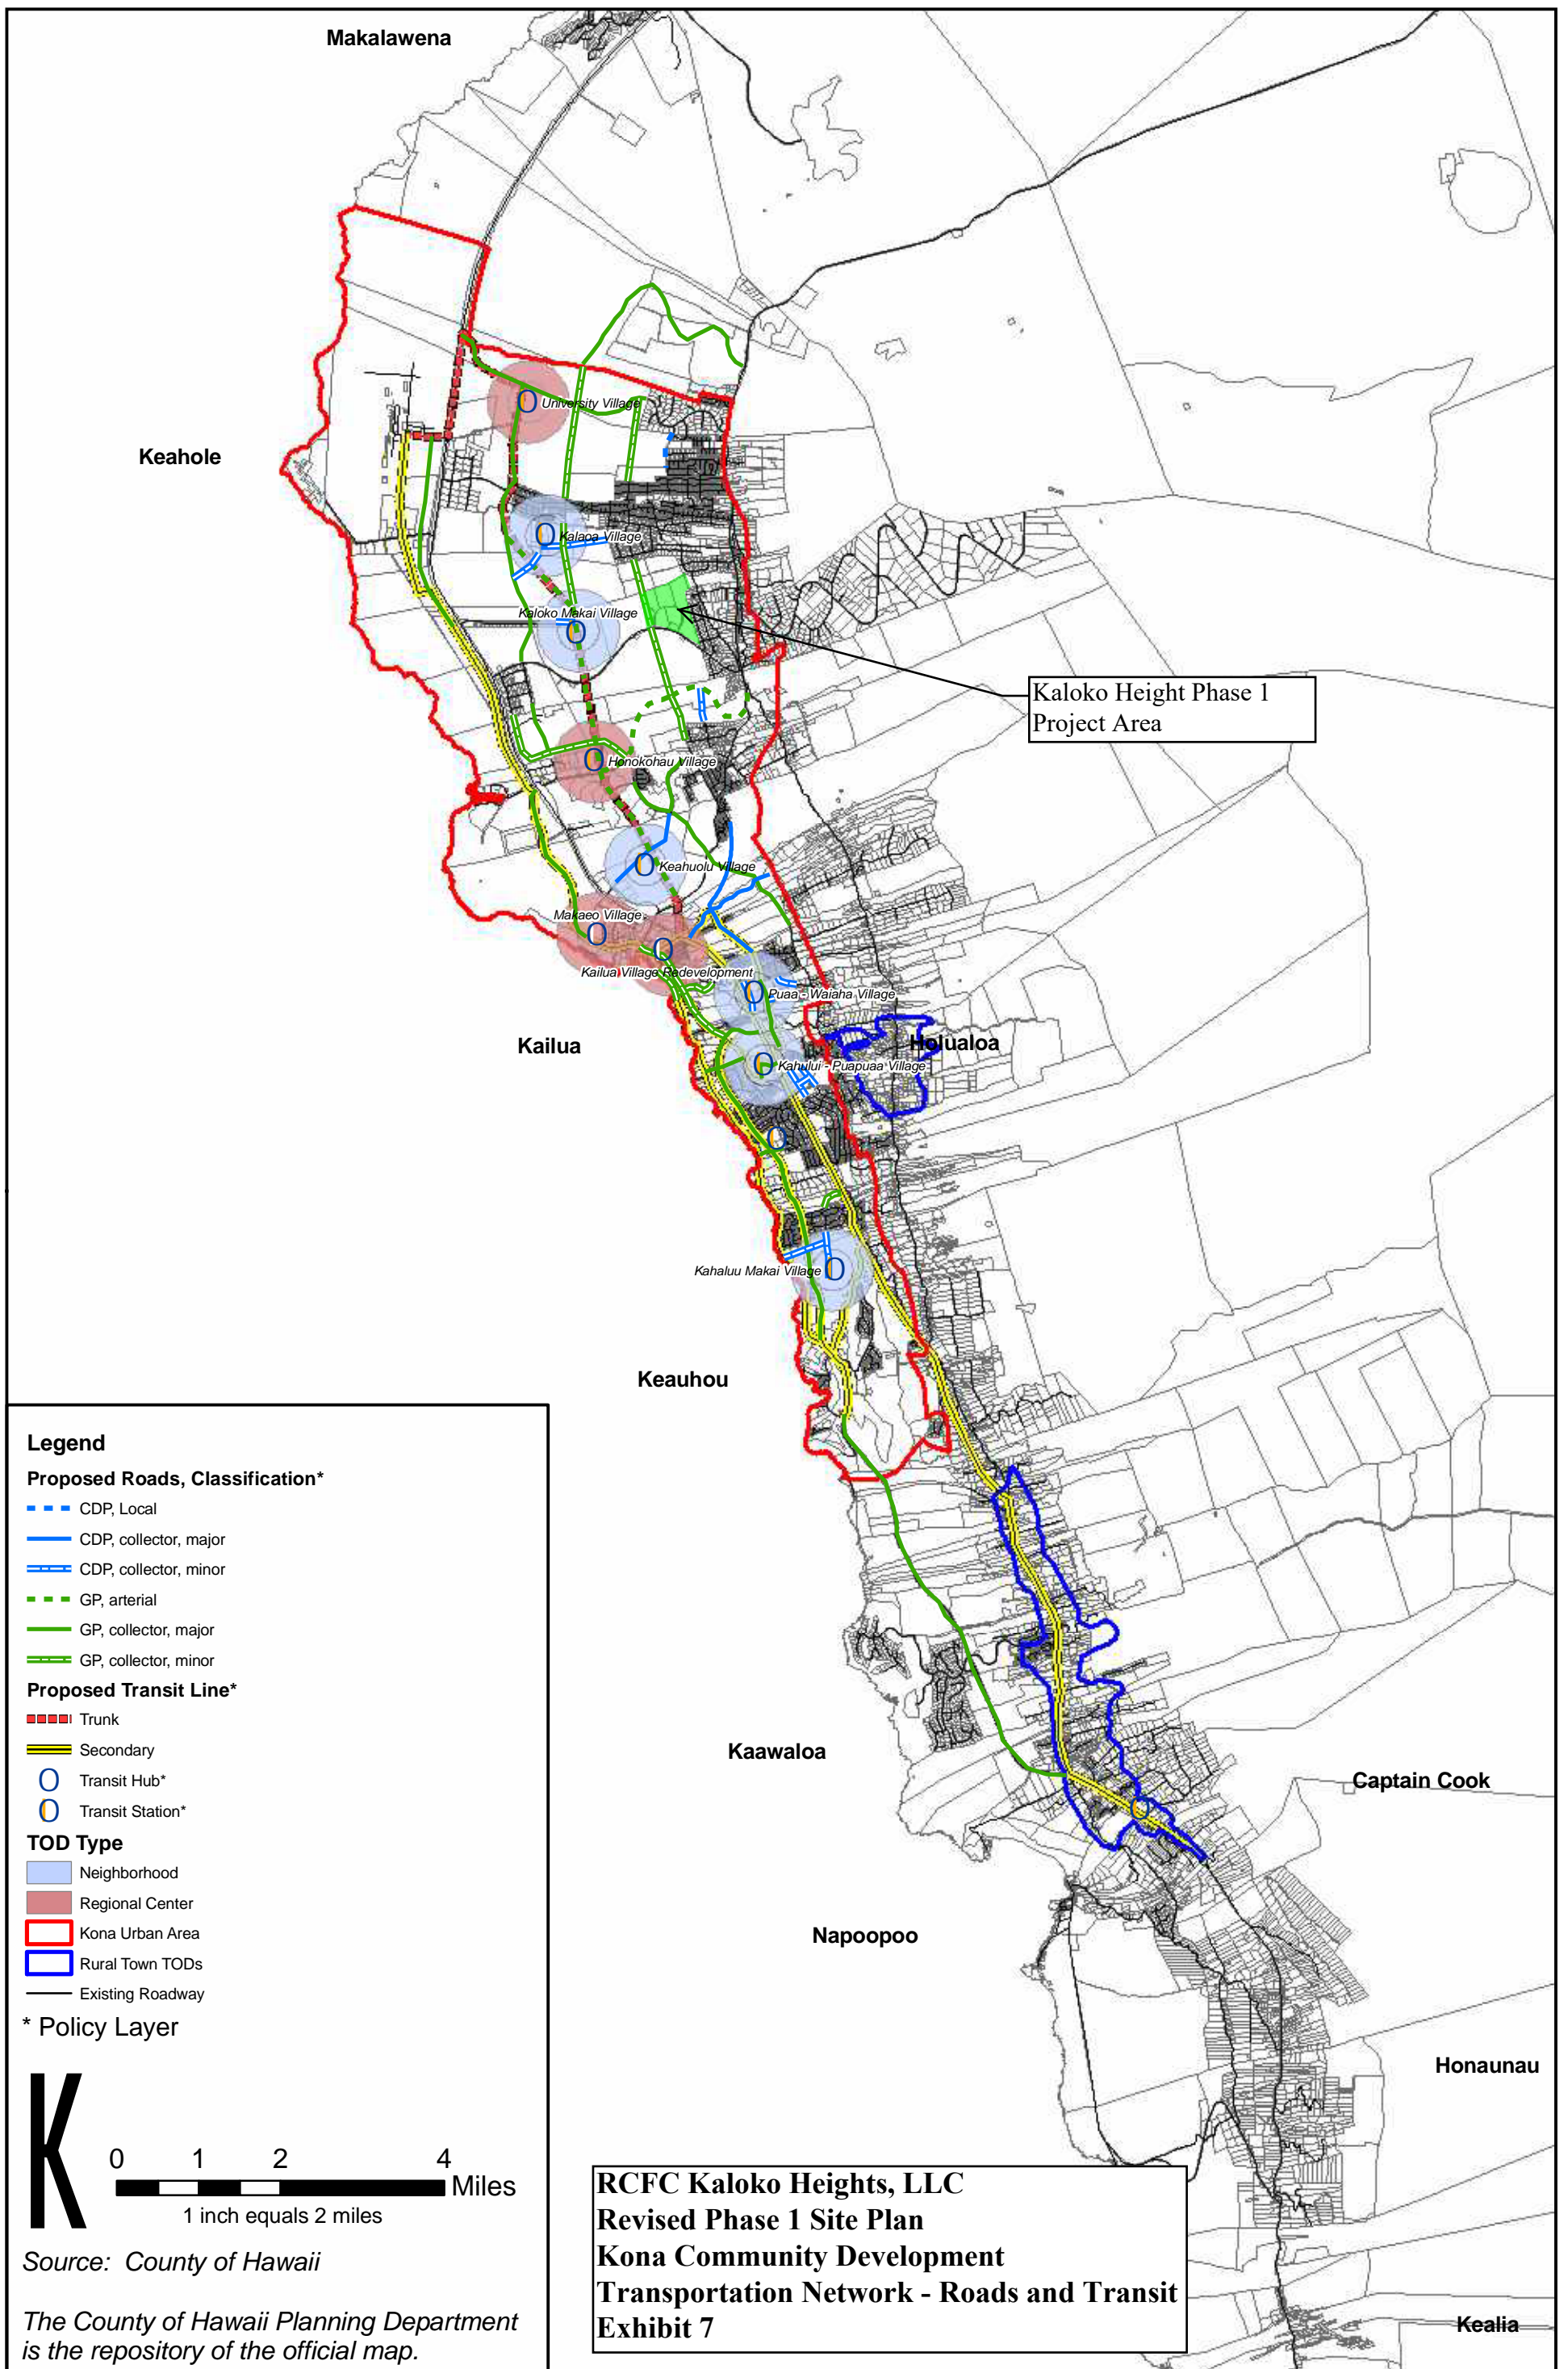 Makalawena
University Village
Keahole
Kalaoa Village
Kaloko Makai Village
Kaloko Height Phase 1
Project Area
Honokohau Village
Keahuolu Village
Makaeo Village
Kailua Village Redevelopment
Puaa - Waiaha Village
Kailua
Holualoa
Kahului - Puapuaa Village
Kahaluu Makai Village
Keauhou
Kaawaloa
Captain Cook
Napoopoo
Honaunau
Kealia
Legend
Proposed Roads, Classification*
CDP, Local
CDP, collector, major
CDP, collector, minor
GP, arterial
GP, collector, major
GP, collector, minor
Proposed Transit Line*
Trunk
Secondary
Transit Hub*
Transit Station*
TOD Type
Neighborhood
Regional Center
Kona Urban Area
Rural Town TODs
Existing Roadway
* Policy Layer
K
0 1 2 4
Miles
1 inch equals 2 miles
Source: County of Hawaii
The County of Hawaii Planning Department
is the repository of the official map.
RCFC Kaloko Heights, LLC
Revised Phase 1 Site Plan
Kona Community Development
Transportation Network - Roads and Transit
Exhibit 7